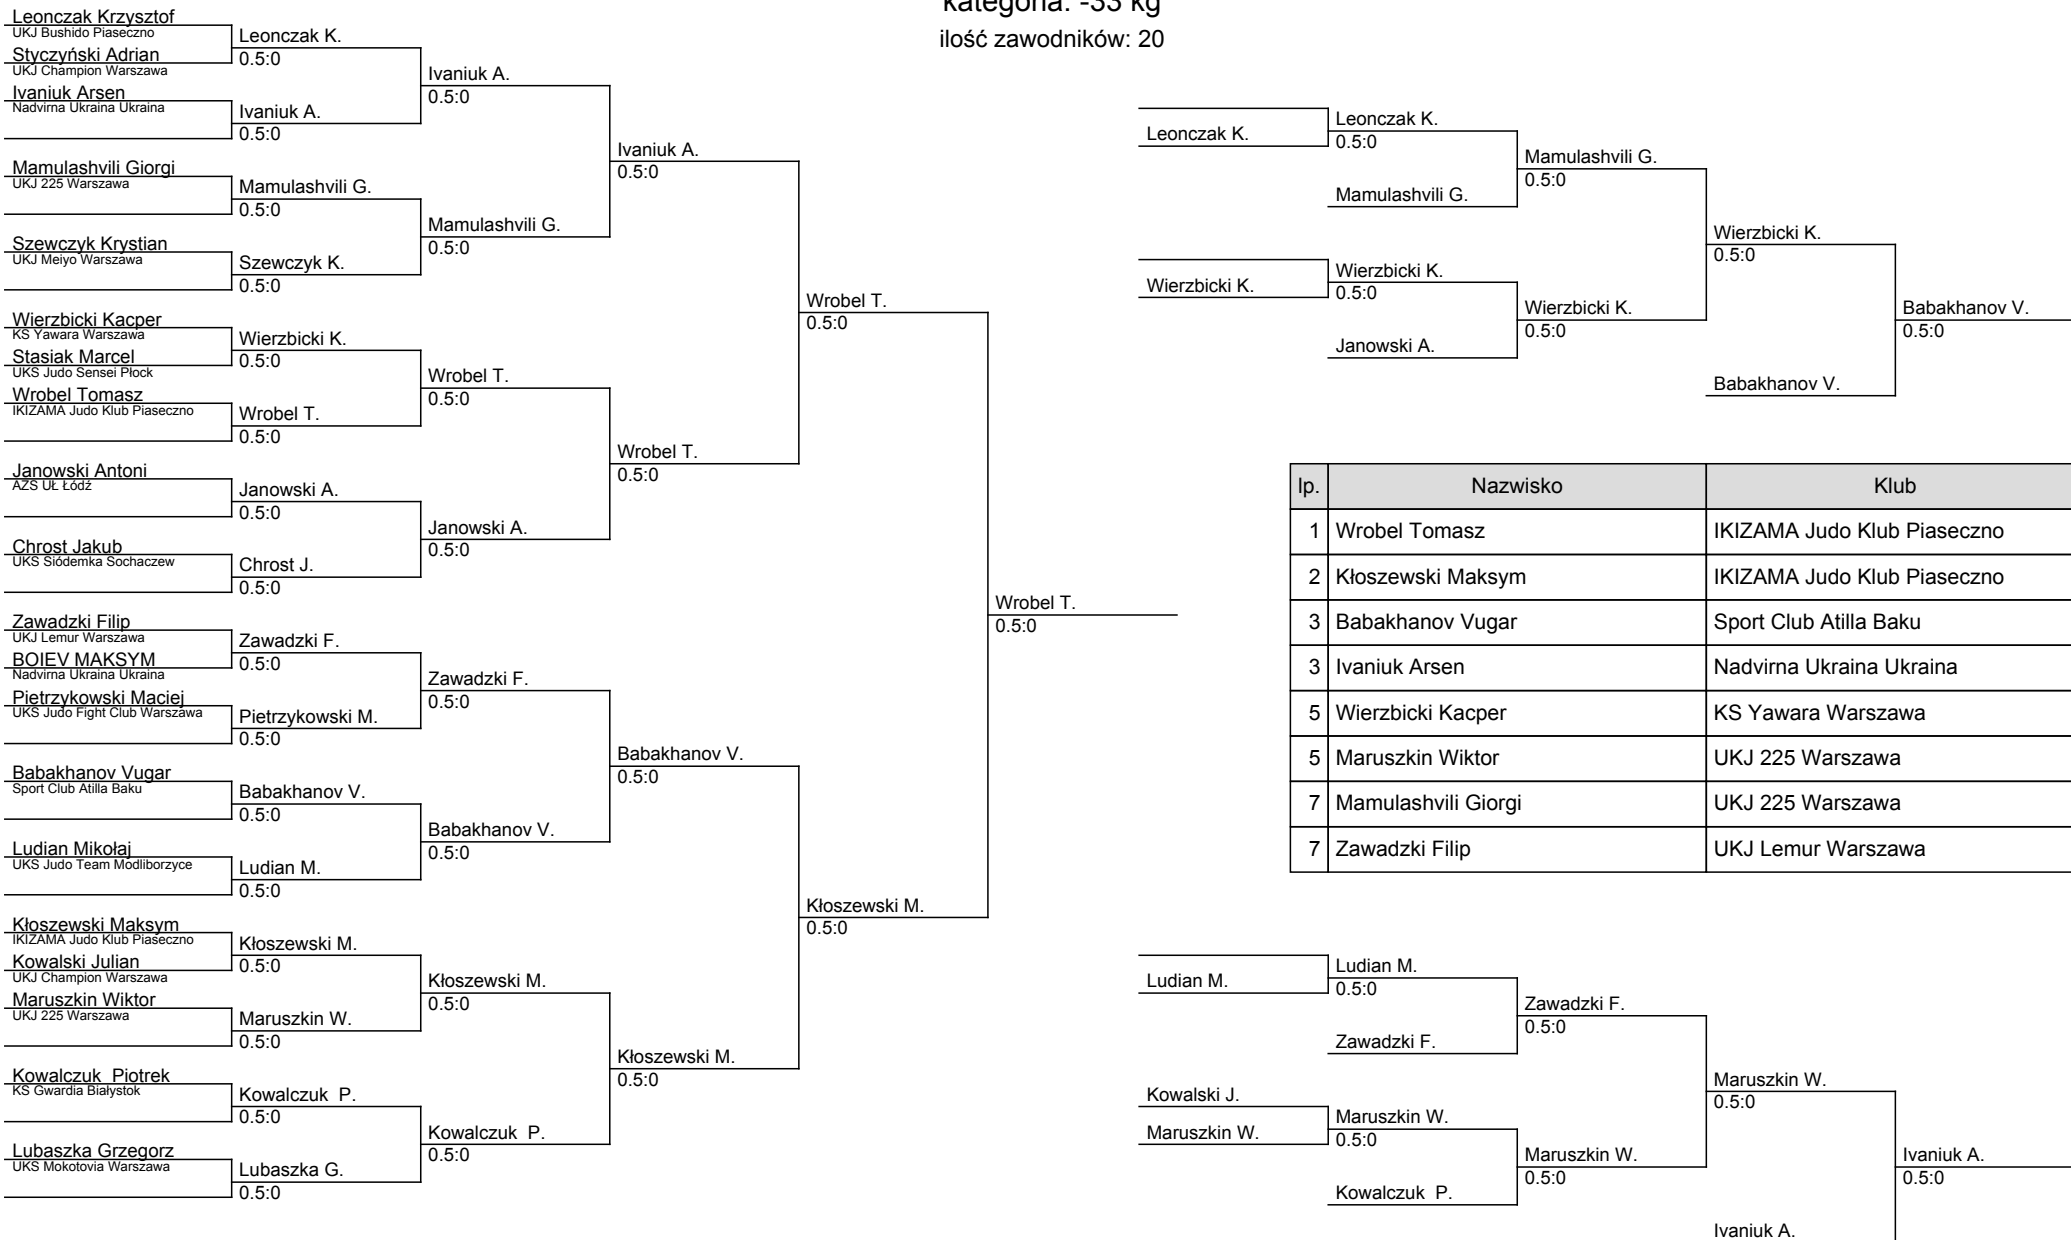 kategoria: -33 kg
ilość zawodników: 20
Leonczak Krzysztof
UKJ Bushido Piaseczno
Styczyński Adrian
UKJ Champion Warszawa
Ivaniuk Arsen
Nadvirna Ukraina Ukraina
Mamulashvili Giorgi
UKJ 225 Warszawa
Szewczyk Krystian
UKJ Meiyo Warszawa
Wierzbicki Kacper
KS Yawara Warszawa
Stasiak Marcel
UKS Judo Sensei Płock
Wrobel Tomasz
IKIZAMA Judo Klub Piaseczno
Janowski Antoni
AZS UŁ Łódź
Chrost Jakub
UKS Siódemka Sochaczew
Zawadzki Filip
UKJ Lemur Warszawa
BOIEV MAKSYM
Nadvirna Ukraina Ukraina
Pietrzykowski Maciej
UKS Judo Fight Club Warszawa
Babakhanov Vugar
Sport Club Atilla Baku
Ludian Mikołaj
UKS Judo Team Modliborzyce
Kłoszewski Maksym
IKIZAMA Judo Klub Piaseczno
Kowalski Julian
UKJ Champion Warszawa
Maruszkin Wiktor
UKJ 225 Warszawa
Kowalczuk  Piotrek
KS Gwardia Białystok
Lubaszka Grzegorz
UKS Mokotovia Warszawa
Leonczak K.
0.5:0
Ivaniuk A.
0.5:0
Mamulashvili G.
0.5:0
Szewczyk K.
0.5:0
Wierzbicki K.
0.5:0
Wrobel T.
0.5:0
Janowski A.
0.5:0
Chrost J.
0.5:0
Zawadzki F.
0.5:0
Pietrzykowski M.
0.5:0
Babakhanov V.
0.5:0
Ludian M.
0.5:0
Kłoszewski M.
0.5:0
Maruszkin W.
0.5:0
Kowalczuk  P.
0.5:0
Lubaszka G.
0.5:0
Ivaniuk A.
0.5:0
Mamulashvili G.
0.5:0
Wrobel T.
0.5:0
Janowski A.
0.5:0
Zawadzki F.
0.5:0
Babakhanov V.
0.5:0
Kłoszewski M.
0.5:0
Kowalczuk  P.
0.5:0
Ivaniuk A.
0.5:0
Wrobel T.
0.5:0
Babakhanov V.
0.5:0
Kłoszewski M.
0.5:0
Wrobel T.
0.5:0
Kłoszewski M.
0.5:0
Wrobel T.
0.5:0
Leonczak K.
Wierzbicki K.
Leonczak K.
0.5:0
Mamulashvili G.
Wierzbicki K.
0.5:0
Janowski A.
Mamulashvili G.
0.5:0
Wierzbicki K.
0.5:0
Wierzbicki K.
0.5:0
Babakhanov V.
Babakhanov V.
0.5:0
lp. Nazwisko Klub
1 Wrobel Tomasz IKIZAMA Judo Klub Piaseczno
2 Kłoszewski Maksym IKIZAMA Judo Klub Piaseczno
3 Babakhanov Vugar Sport Club Atilla Baku
3 Ivaniuk Arsen Nadvirna Ukraina Ukraina
5 Wierzbicki Kacper KS Yawara Warszawa
5 Maruszkin Wiktor UKJ 225 Warszawa
7 Mamulashvili Giorgi UKJ 225 Warszawa
7 Zawadzki Filip UKJ Lemur Warszawa
Ludian M.
Kowalski J.
Maruszkin W.
Ludian M.
0.5:0
Zawadzki F.
Maruszkin W.
0.5:0
Kowalczuk  P.
Zawadzki F.
0.5:0
Maruszkin W.
0.5:0
Maruszkin W.
0.5:0
Ivaniuk A.
Ivaniuk A.
0.5:0